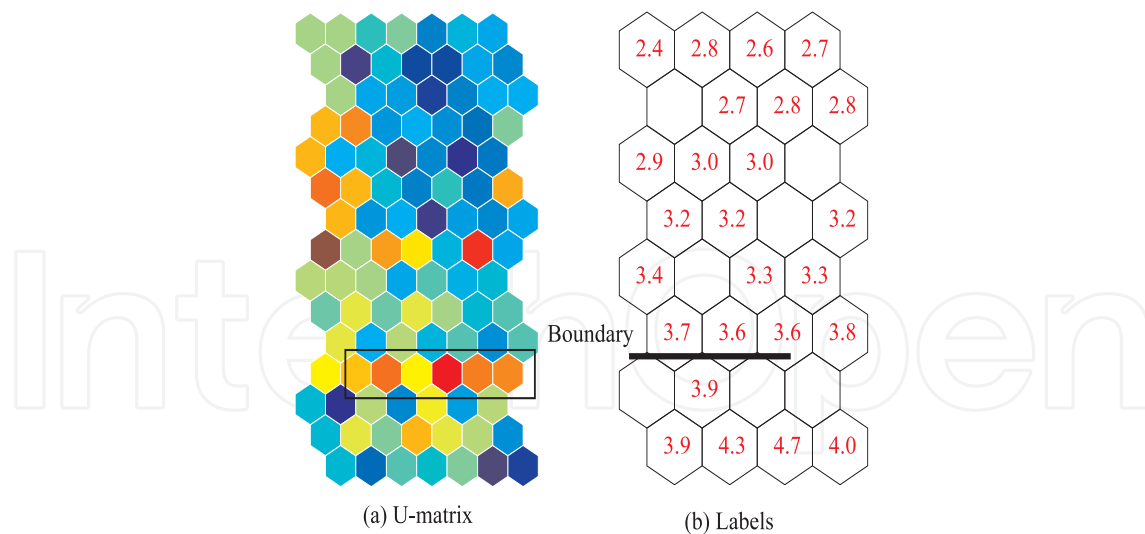 2.4 2.8 2.6 2.7
2.7 2.8 2.8
2.9 3.0 3.0
3.2 3.2 3.2
3.4 3.3 3.3
Boundary 3.7 3.6 3.6 3.8
3.9
3.9 4.3 4.7 4.0
(a) U-matrix
(b) Labels
InterhOpen